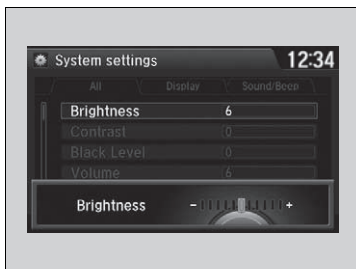 System settings 12:34
All Display Sound/Beep
Brightness 6
Contrast 0
Black Level 0
Volume 6
Brightness - +